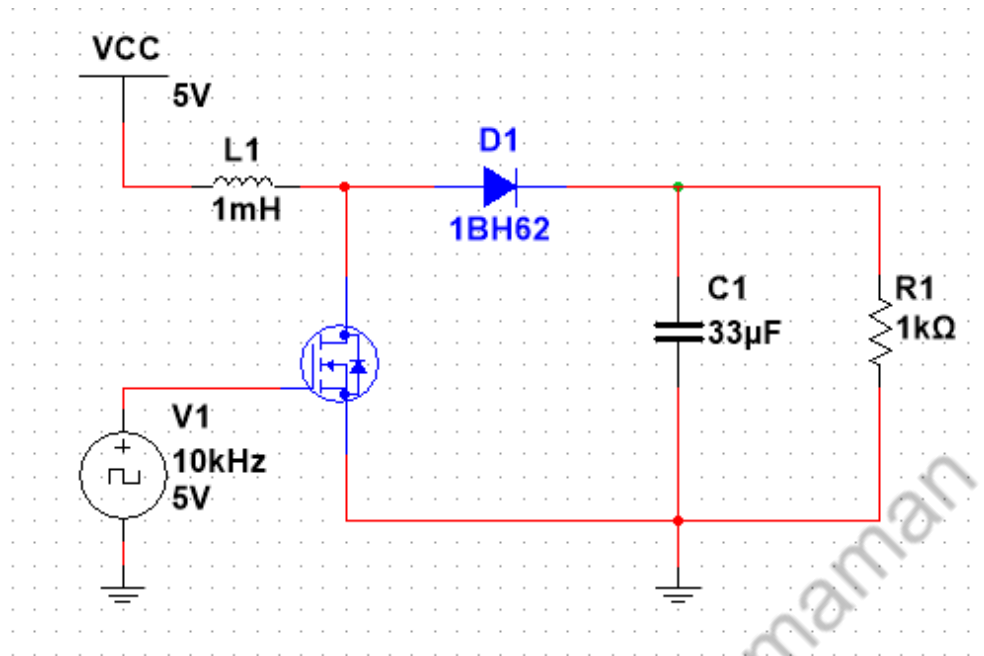 VCC
5V
L1
1mH
D1
1BH62
C1
33µF
R1
1kΩ
V1
10kHz
5V
maman